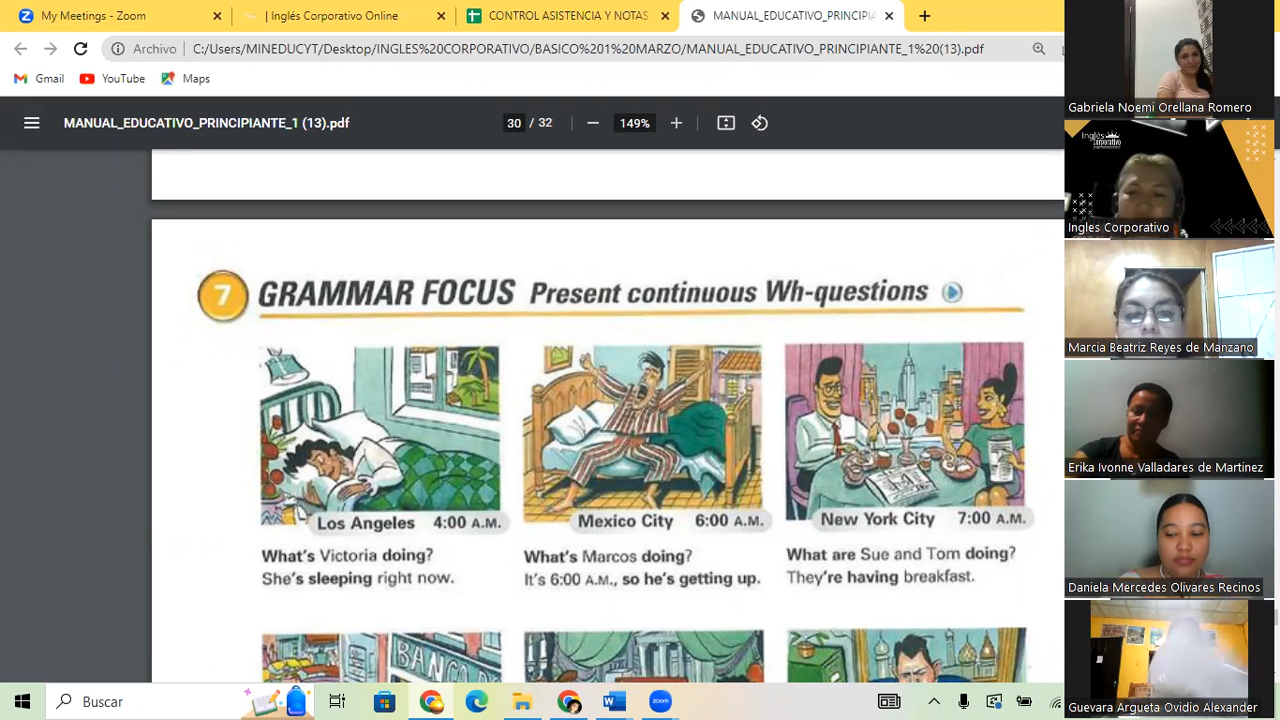 My Meetings - Zoom
| Inglés Corporativo Online
CONTROL ASISTENCIA Y NOTAS
MANUAL_EDUCATIVO_PRINCIPIA
Archivo
C:/Users/MINEDUCYT/Desktop/INGLES%20CORPORATIVO/BASICO%201%20MARZO/MANUAL_EDUCATIVO_PRINCIPIANTE_1%20(13).pdf
Gmail
YouTube
Maps
MANUAL_EDUCATIVO_PRINCIPIANTE_1 (13).pdf
30 / 32
149%
7 GRAMMAR FOCUS Present continuous Wh-questions
Los Angeles 4:00 A.M.
What's Victoria doing?
She's sleeping right now.
Mexico City 6:00 A.M.
What's Marcos doing?
It's 6:00 A.M., so he's getting up.
New York City 7:00 A.M.
What are Sue and Tom doing?
They're having breakfast.
BANCO
Buscar
Gabriela Noemi Orellana Romero
Inglés
Corporativo
Ingles Corporativo
Marcia Beatriz Reyes de Manzano
Erika Ivonne Valladares de Martinez
Daniela Mercedes Olivares Recinos
Guevara Argueta Ovidio Alexander